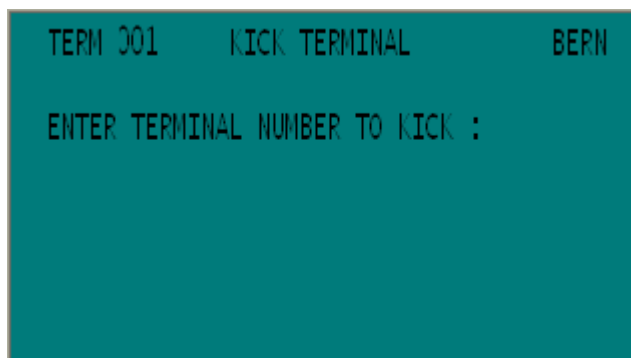 TERM 001 KICK TERMINAL BERN
ENTER TERMINAL NUMBER TO KICK :